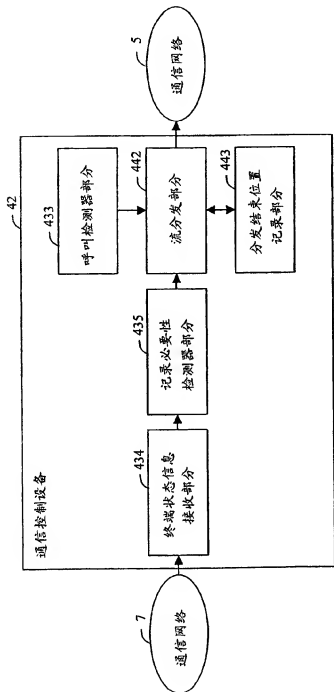 42
通信控制设备
7
通信网络
434
终端状态信息
接收部分
435
记录必要性
检测器部分
433
呼叫检测器部分
442
流分发部分
443
分发结束位置
记录部分
5
通信网络